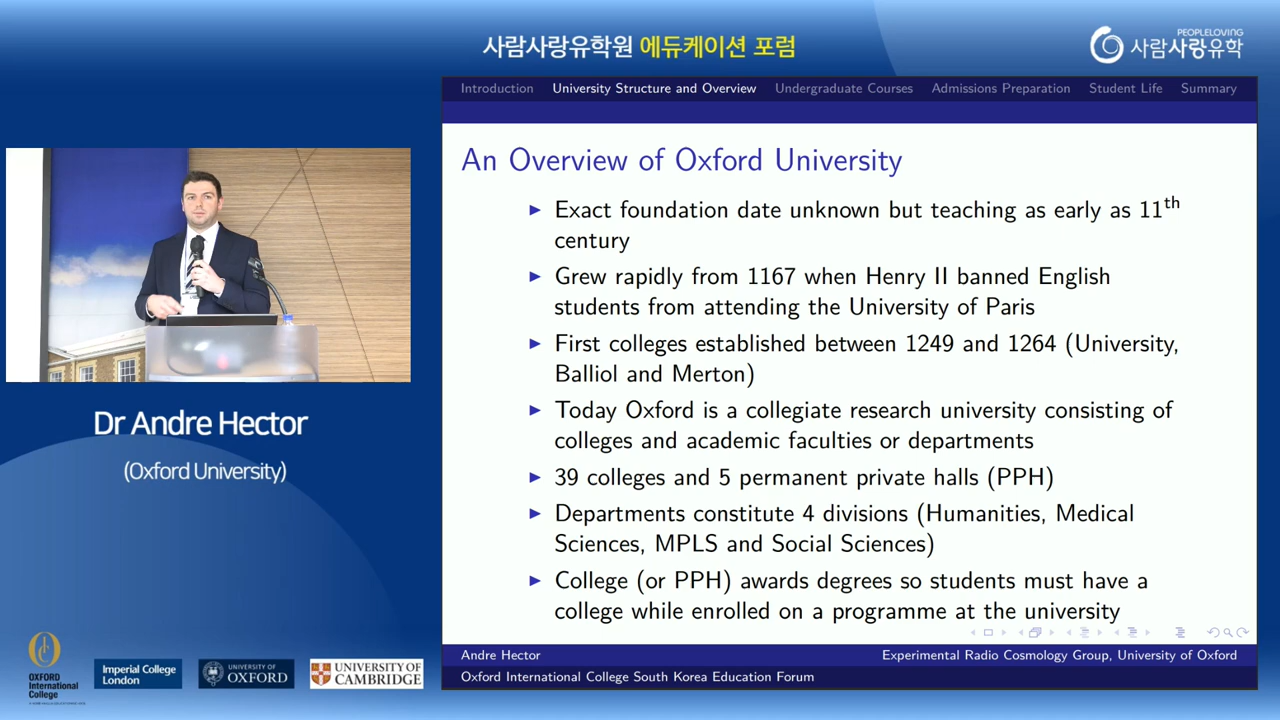 사람사랑유학원 에듀케이션 포럼
PEOPLELOVING
사람사랑유학
Introduction University Structure and Overview Undergraduate Courses Admissions Preparation Student Life Summary
An Overview of Oxford University
Exact foundation date unknown but teaching as early as 11th
century
Grew rapidly from 1167 when Henry II banned English
students from attending the University of Paris
First colleges established between 1249 and 1264 (University,
Balliol and Merton)
Today Oxford is a collegiate research university consisting of
colleges and academic faculties or departments
39 colleges and 5 permanent private halls (PPH)
Departments constitute 4 divisions (Humanities, Medical
Sciences, MPLS and Social Sciences)
College (or PPH) awards degrees so students must have a
college while enrolled on a programme at the university
Andre Hector Experimental Radio Cosmology Group, University of Oxford
Oxford International College South Korea Education Forum
Dr Andre Hector
(Oxford University)
OXFORD
International
College
Imperial College
London
UNIVERSITY OF
OXFORD
UNIVERSITY OF
CAMBRIDGE